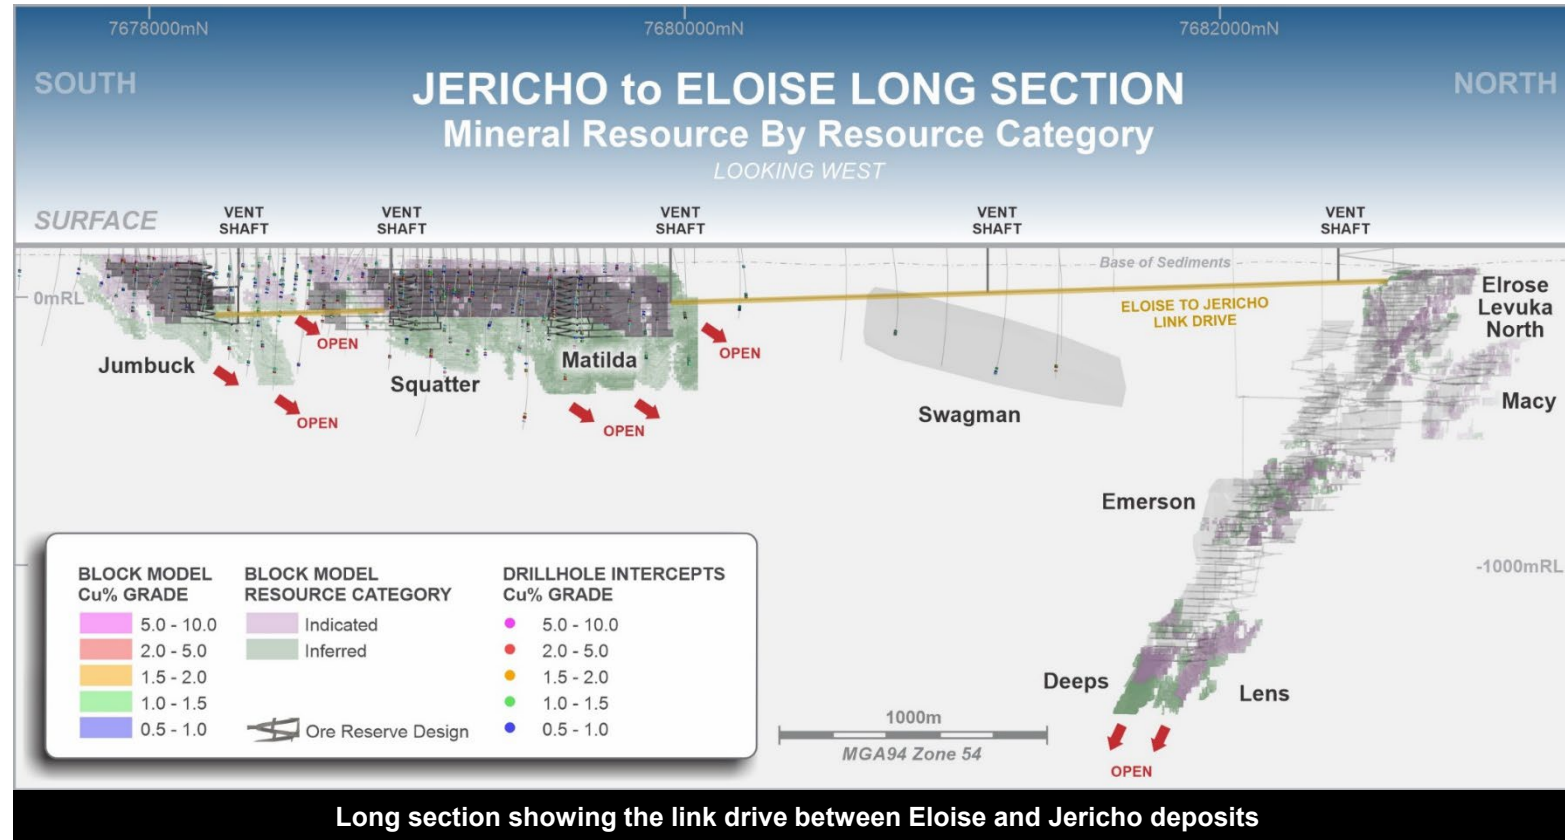 7678000mN
7680000mN
7682000mN
SOUTH
JERICHO to ELOISE LONG SECTION
NORTH
Mineral Resource By Resource Category
LOOKING WEST
SURFACE
VENT
SHAFT
VENT
SHAFT
VENT
SHAFT
VENT
SHAFT
VENT
SHAFT
Base of Sediments
0mRL
ELOISE TO JERICHO
LINK DRIVE
Elrose
Levuka
North
OPEN
OPEN
Jumbuck
Squatter
Matilda
OPEN
OPEN
Swagman
Macy
Emerson
-1000mRL
Deeps
Lens
OPEN
BLOCK MODEL
Cu% GRADE
5.0 - 10.0
2.0 - 5.0
1.5 - 2.0
1.0 - 1.5
0.5 - 1.0
BLOCK MODEL
RESOURCE CATEGORY
Indicated
Inferred
Ore Reserve Design
DRILLHOLE INTERCEPTS
Cu% GRADE
5.0 - 10.0
2.0 - 5.0
1.5 - 2.0
1.0 - 1.5
0.5 - 1.0
1000m
MGA94 Zone 54
Long section showing the link drive between Eloise and Jericho deposits